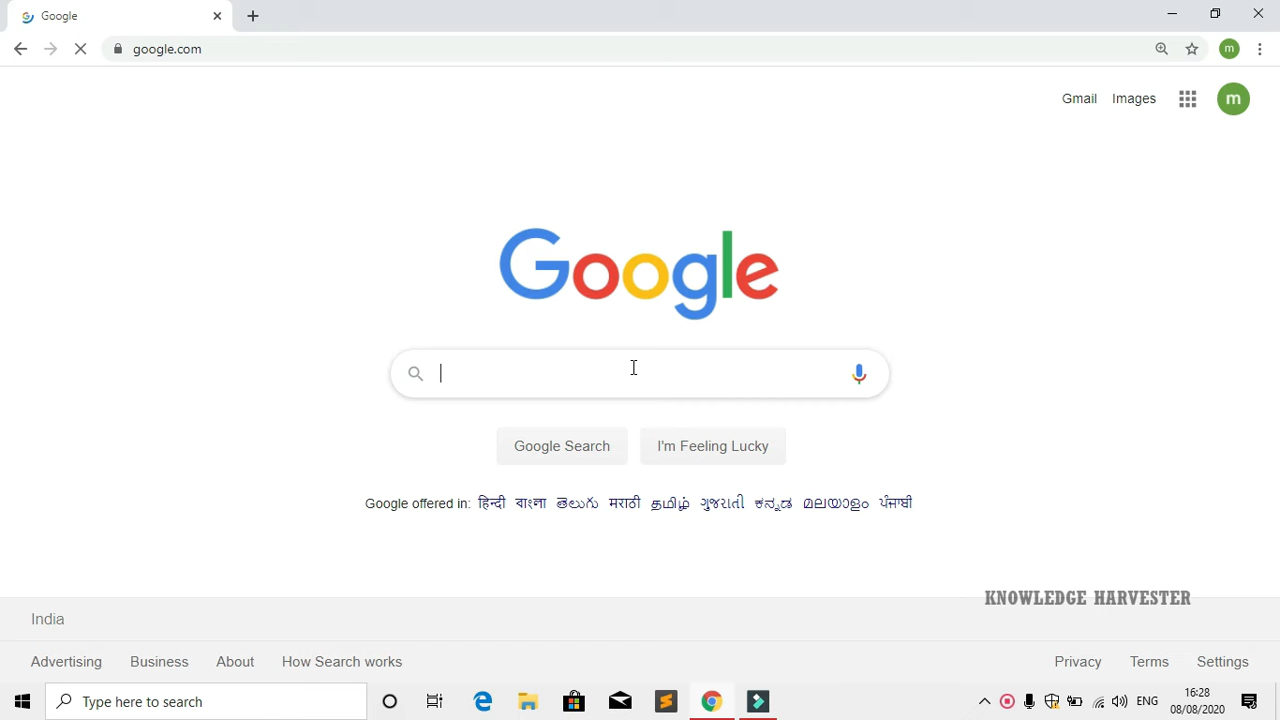 Google
google.com
m
Gmail Images
m
Google
Google Search I'm Feeling Lucky
Google offered in: हिन्दी বাংলা తెలుగు मराठी தமிழ் ગુજરાતી ಕನ್ನಡ മലയാളം ਪੰਜਾਬੀ
KNOWLEDGE HARVESTER
India
Advertising Business About How Search works Privacy Terms Settings
Type here to search
ENG
16:28
08/08/2020